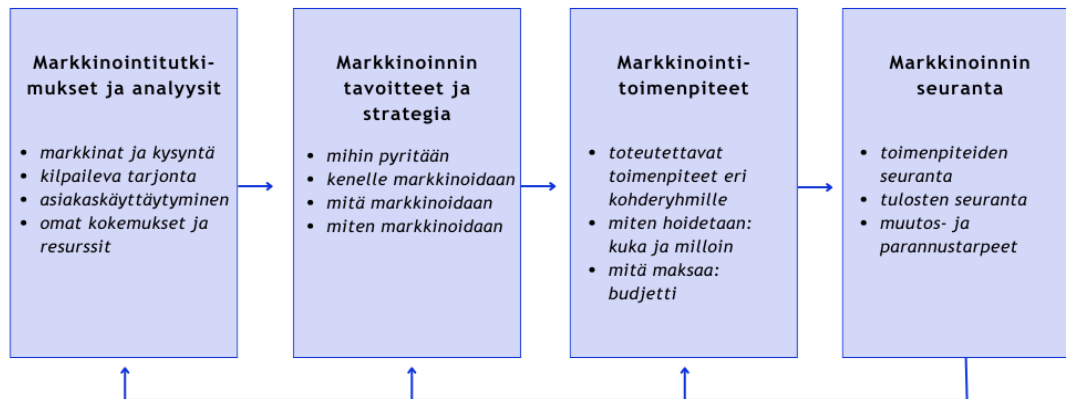 Markkinointitutki-
mukset ja analyysit
• markkinat ja kysyntä
• kilpaileva tarjonta
• asiakaskäyttäytyminen
• omat kokemukset ja
resurssit
Markkinoinnin
tavoitteet ja
strategia
• mihin pyritään
• kenelle markkinoidaan
• mitä markkinoidaan
• miten markkinoidaan
Markkinointi-
toimenpiteet
• toteutettavat
toimenpiteet eri
kohderyhmille
• miten hoidetaan:
kuka ja milloin
• mitä maksaa:
budjetti
Markkinoinnin
seuranta
• toimenpiteiden
seuranta
• tulosten seuranta
• muutos- ja
parannustarpeet